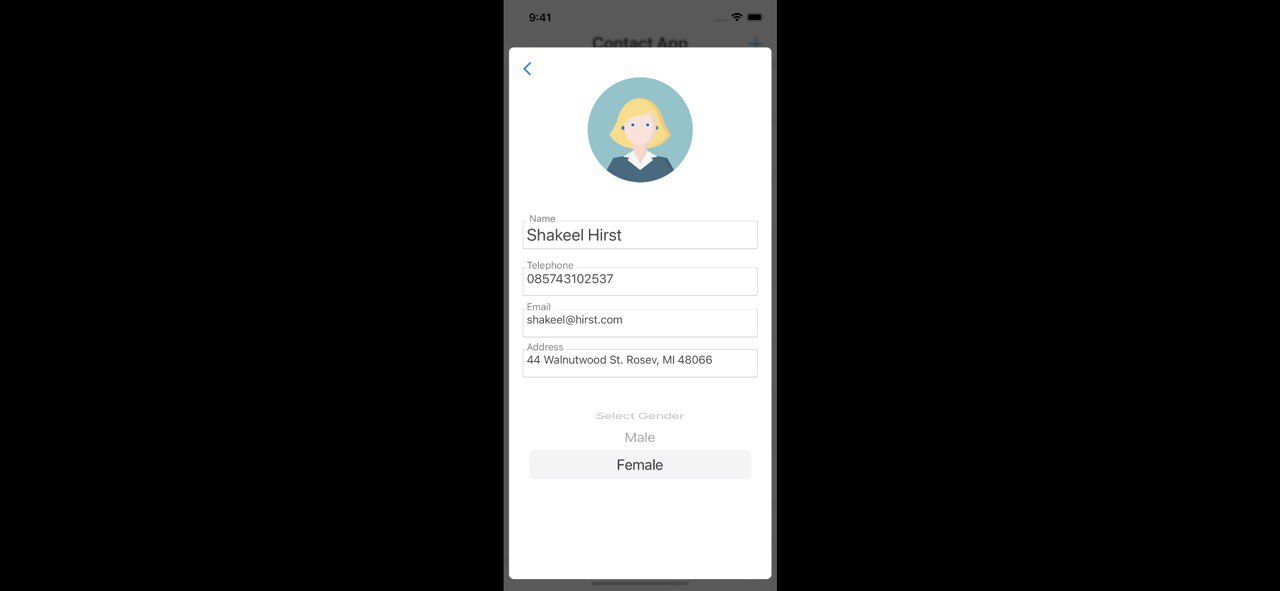 9:41
Contact App
Name
Shakeel Hirst
Telephone
085743102537
Email
shakeel@hirst.com
Address
44 Walnutwood St. Rosev, MI 48066
Select Gender
Male
Female